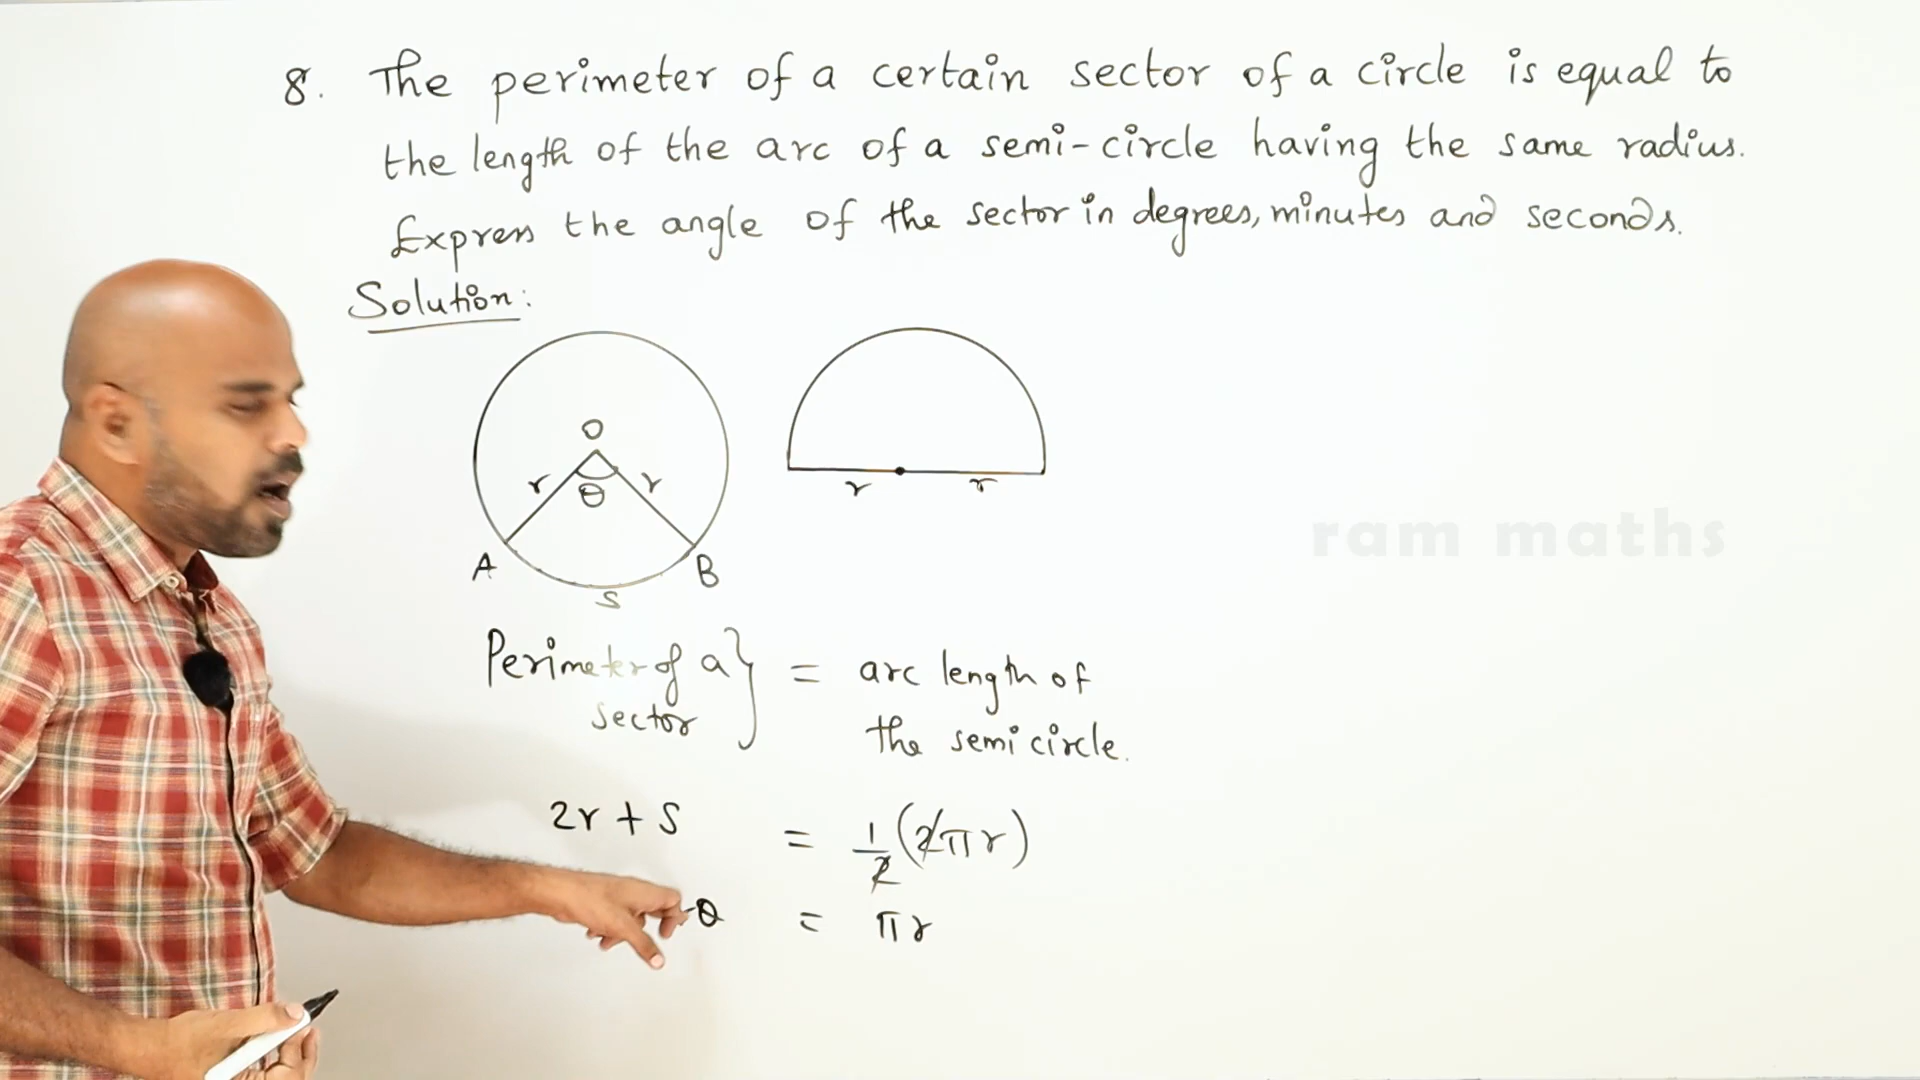 8. The perimeter of a certain sector of a circle is equal to
the length of the arc of a semi-circle having the same radius.
Express the angle of the sector in degrees, minutes and seconds.
Solution:
O
r θ r
A B
s
r r
ram maths
Perimeter of a } = arc length of
sector the semicircle.
2r + s = 1/2 (2πr)
θ = πr